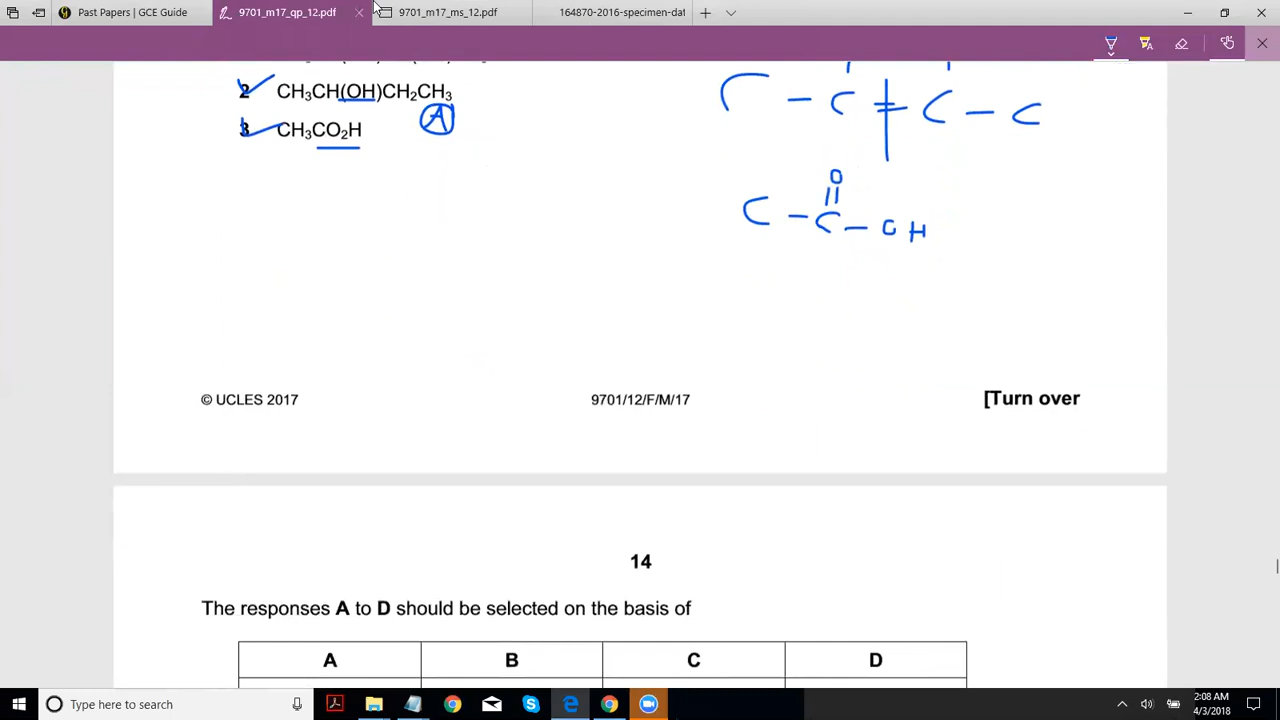 Past Papers | GCE Guide
9701_m17_qp_12.pdf
9701_m17_ms_12.pdf
164870-2016-specimen-dat
2 CH₃CH(OH)CH₂CH₃
A
3 CH₃CO₂H
C – C C – C
O
C – C – OH
© UCLES 2017
9701/12/F/M/17
[Turn over
14
The responses A to D should be selected on the basis of
A B C D
Type here to search
2:08 AM
4/3/2018